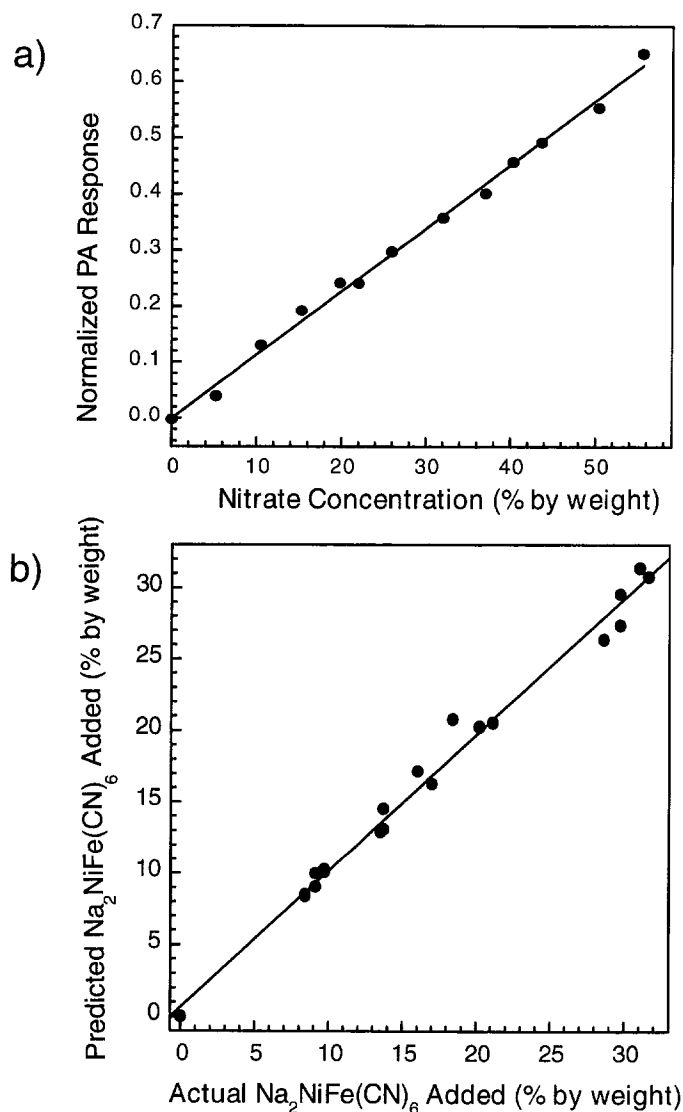 a)
0.7
0.6
0.5
0.4
0.3
0.2
0.1
0.0
Normalized PA Response
0 10 20 30 40 50
Nitrate Concentration (% by weight)
b)
30
25
20
15
10
5
0
Predicted Na₂NiFe(CN)₆ Added (% by weight)
0 5 10 15 20 25 30
Actual Na₂NiFe(CN)₆ Added (% by weight)